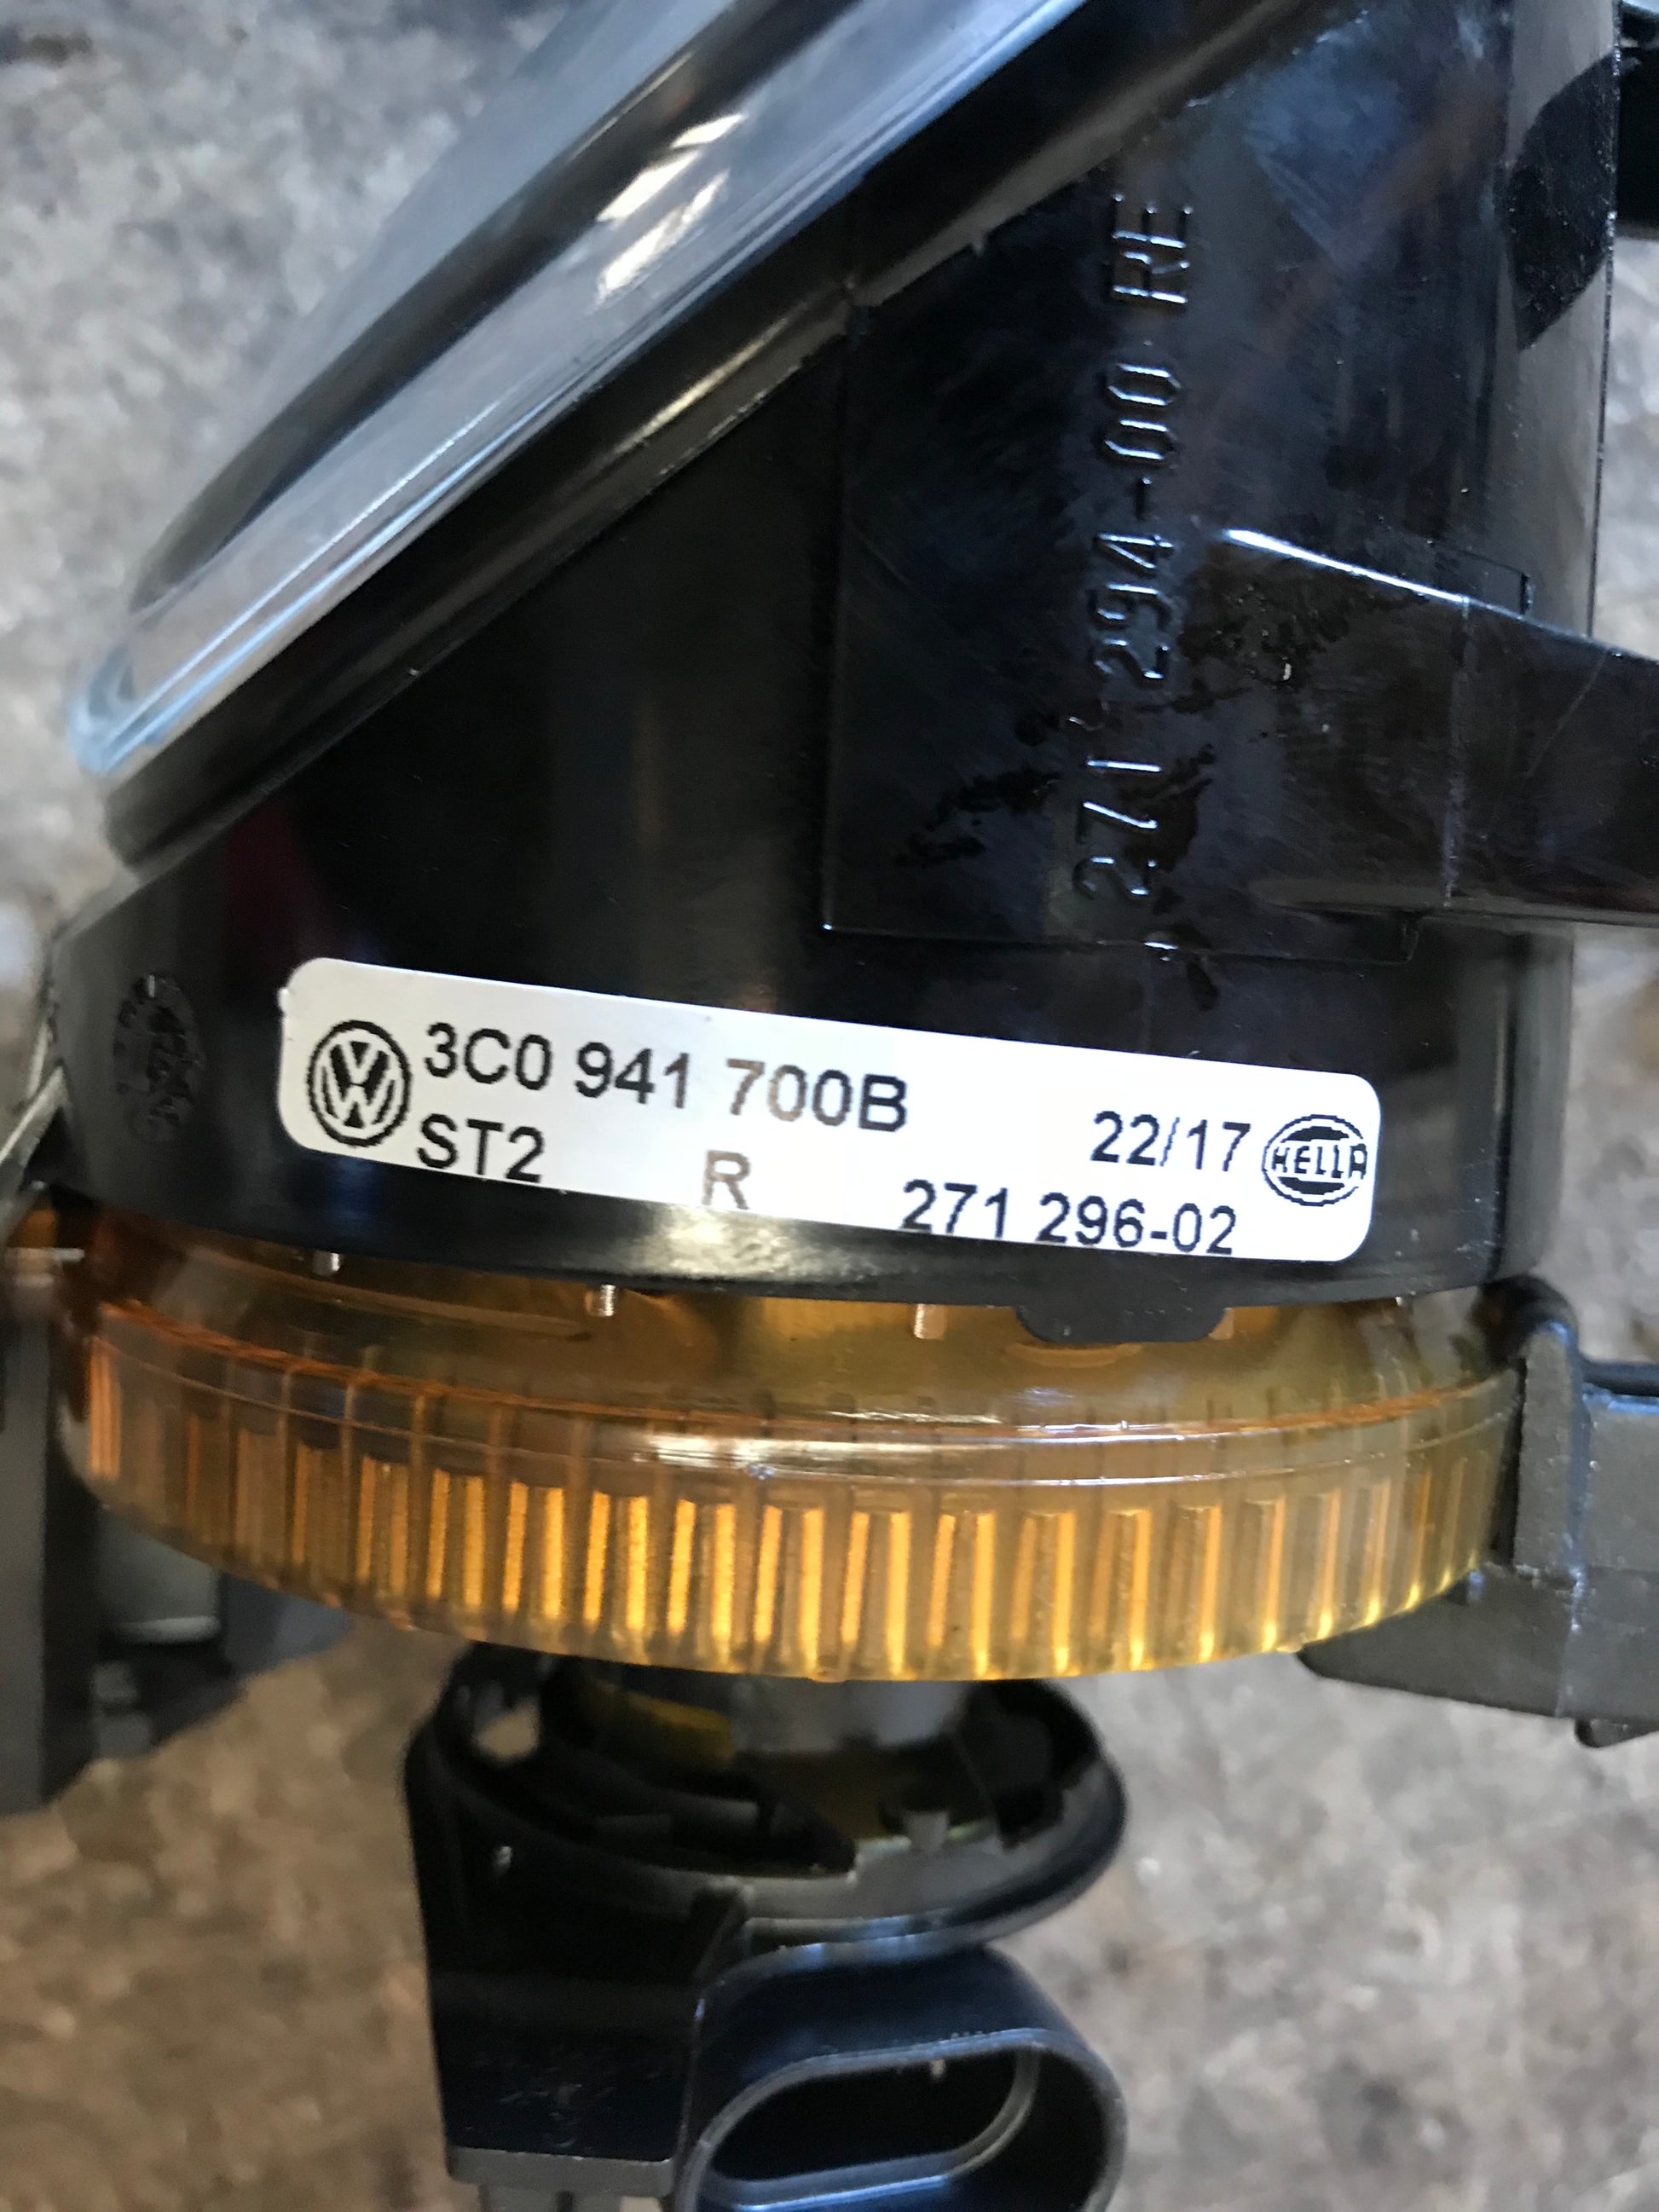 271 294-00 RE
3C0 941 700B
ST2 R
22/17 HELLA
271 296-02